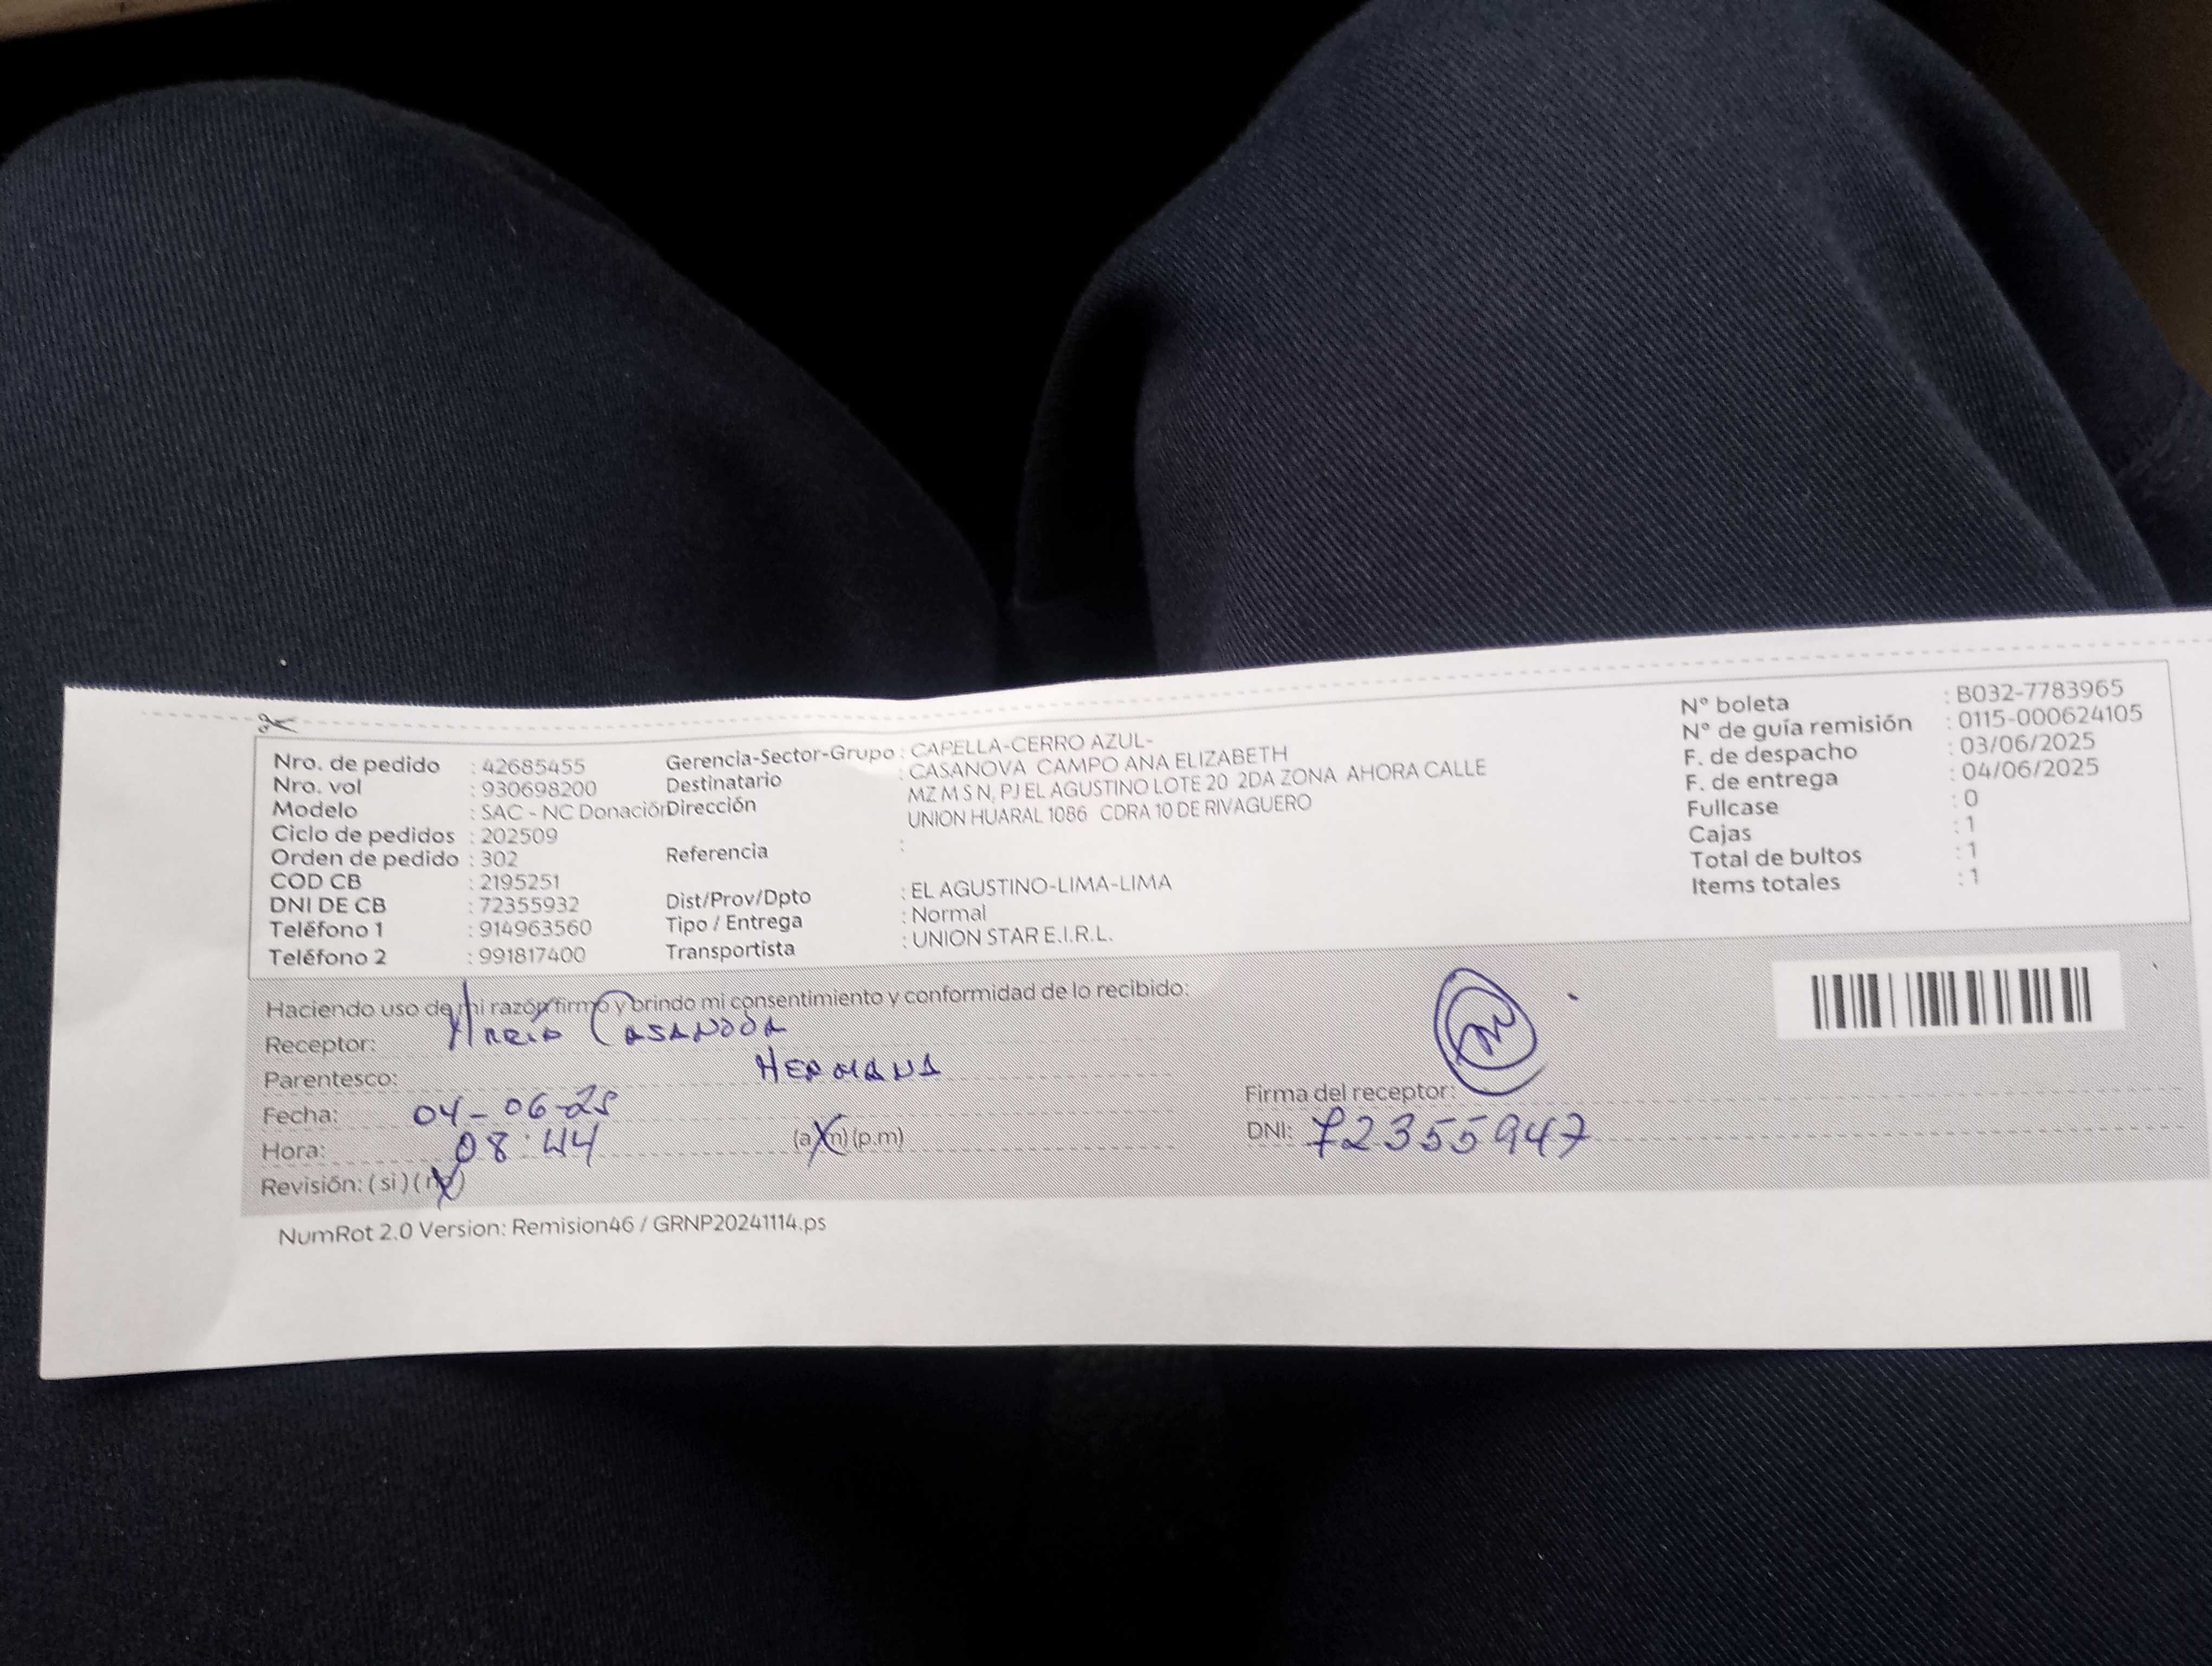 Nro. de pedido : 42685455
Nro. vol : 930698200
Modelo : SAC - NC Donación
Ciclo de pedidos : 202509
Orden de pedido : 302
COD CB : 2195251
DNI DE CB : 72355932
Teléfono 1 : 914963560
Teléfono 2 : 991817400
Gerencia-Sector-Grupo : CAPELLA-CERRO AZUL-
Destinatario : CASANOVA CAMPO ANA ELIZABETH
Dirección MZ M S N, PJ EL AGUSTINO LOTE 20 2DA ZONA AHORA CALLE
UNION HUARAL 1086 CDRA 10 DE RIVAGUERO
Referencia :
Dist/Prov/Dpto : EL AGUSTINO-LIMA-LIMA
Tipo / Entrega : Normal
Transportista : UNION STAR E.I.R.L.
N° boleta : B032-7783965
N° de guía remisión : 0115-000624105
F. de despacho : 03/06/2025
F. de entrega : 04/06/2025
Fullcase : 0
Cajas : 1
Total de bultos : 1
Items totales : 1
Haciendo uso de mi razón firmo y brindo mi consentimiento y conformidad de lo recibido:
Receptor: CASANOVA
Parentesco: HERMANA
Fecha: 04-06-25
Hora: 08:44 (a.m) (p.m)
Revisión: ( si ) ( no )
Firma del receptor:
DNI: 72355947
NumRot 2.0 Version: Remision46 / GRNP20241114.ps